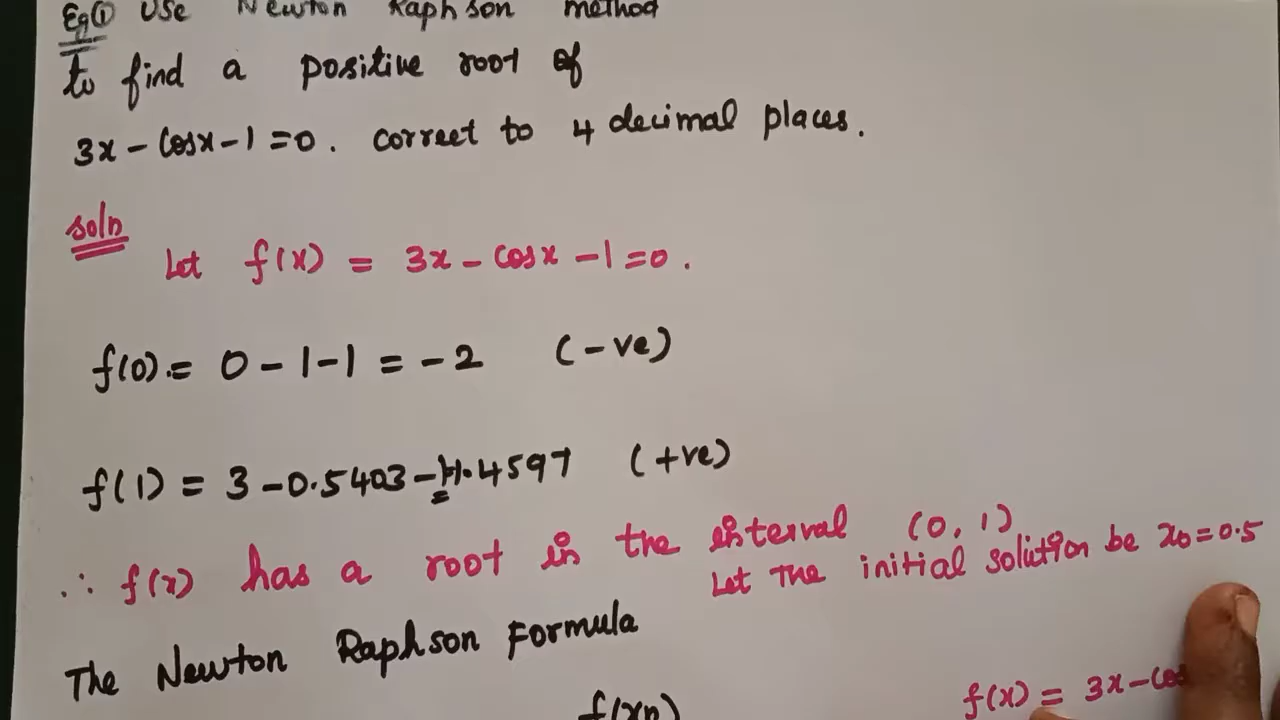 Eg① Use Newton Raphson method
to find a positive root of
3x - cosx - 1 = 0. correct to 4 decimal places.
soln
Let f(x) = 3x - cosx - 1 = 0.
f(0) = 0 - 1 - 1 = -2 (-ve)
f(1) = 3 - 0.5403 - 1 = 1.4597 (+ve)
∴ f(x) has a root in the interval (0, 1)
Let The initial solution be x₀ = 0.5
The Newton Raphson Formula
f(xn)
f(x) = 3x - cos